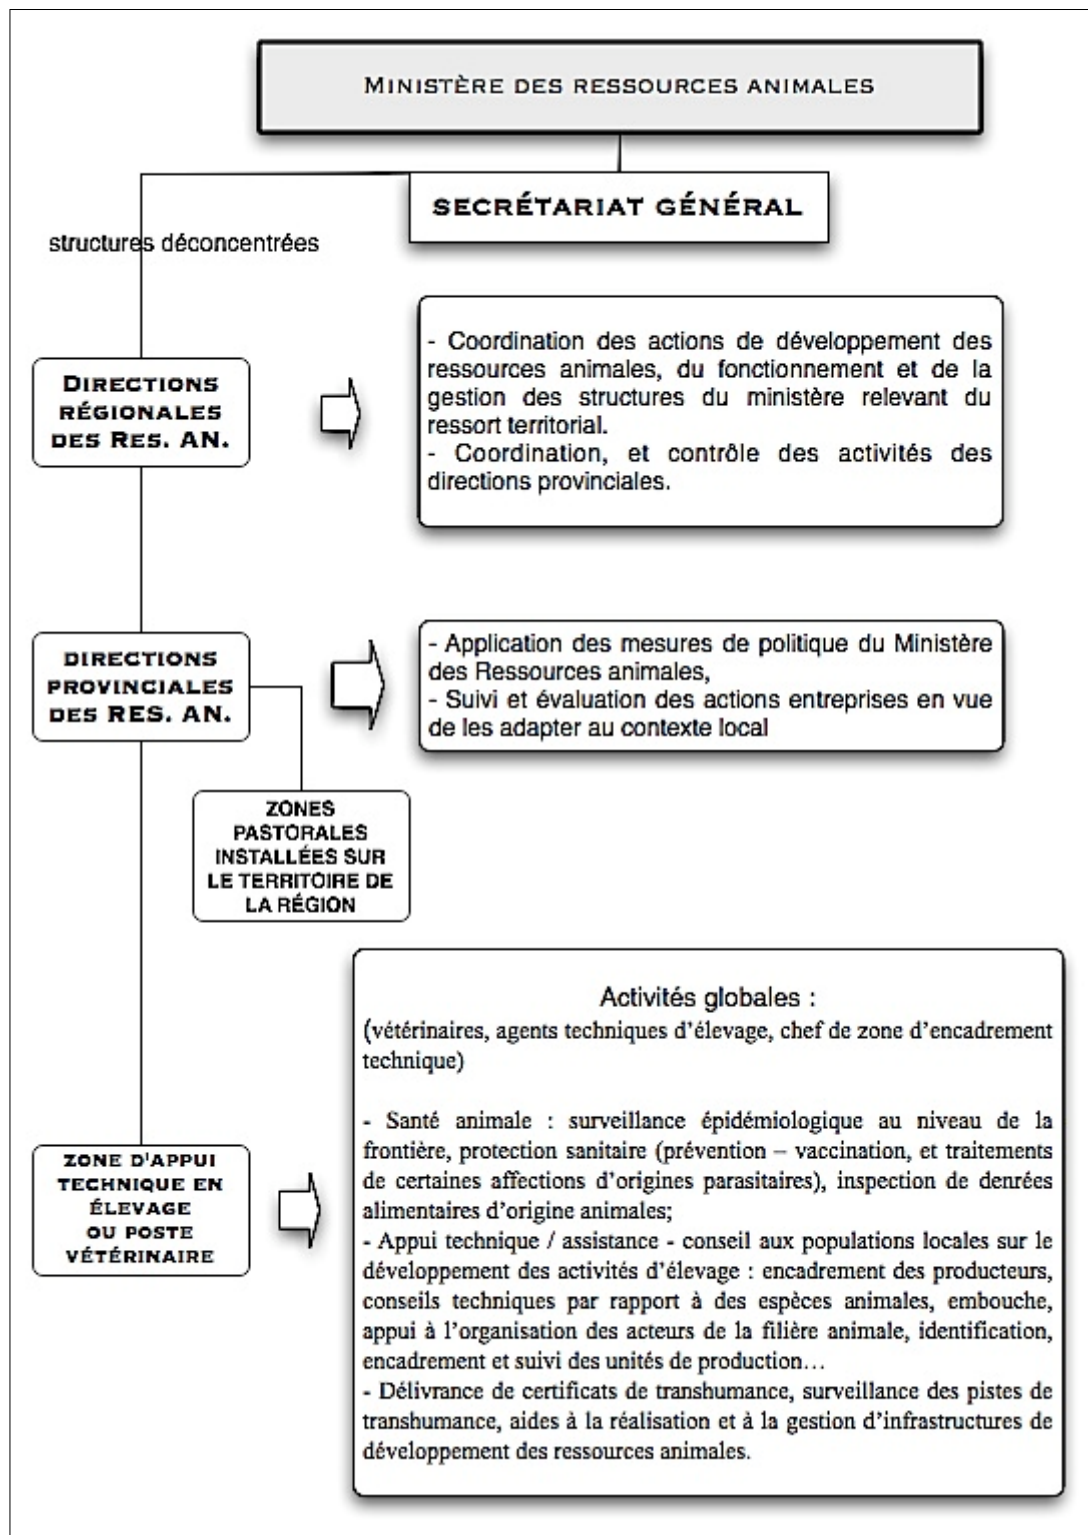 MINISTÈRE DES RESSOURCES ANIMALES
SECRÉTARIAT GÉNÉRAL
structures déconcentrées
DIRECTIONS
RÉGIONALES
DES RES. AN.
- Coordination des actions de développement des
ressources animales, du fonctionnement et de la
gestion des structures du ministère relevant du
ressort territorial.
- Coordination, et contrôle des activités des
directions provinciales.
DIRECTIONS
PROVINCIALES
DES RES. AN.
- Application des mesures de politique du Ministère
des Ressources animales,
- Suivi et évaluation des actions entreprises en vue
de les adapter au contexte local
ZONES
PASTORALES
INSTALLÉES SUR
LE TERRITOIRE DE
LA RÉGION
ZONE D'APPUI
TECHNIQUE EN
ÉLEVAGE
OU POSTE
VÉTÉRINAIRE
Activités globales :
(vétérinaires, agents techniques d’élevage, chef de zone d’encadrement
technique)
- Santé animale : surveillance épidémiologique au niveau de la
frontière, protection sanitaire (prévention – vaccination, et traitements
de certaines affections d’origines parasitaires), inspection de denrées
alimentaires d’origine animales;
- Appui technique / assistance - conseil aux populations locales sur le
développement des activités d’élevage : encadrement des producteurs,
conseils techniques par rapport à des espèces animales, embouche,
appui à l’organisation des acteurs de la filière animale, identification,
encadrement et suivi des unités de production…
- Délivrance de certificats de transhumance, surveillance des pistes de
transhumance, aides à la réalisation et à la gestion d’infrastructures de
développement des ressources animales.